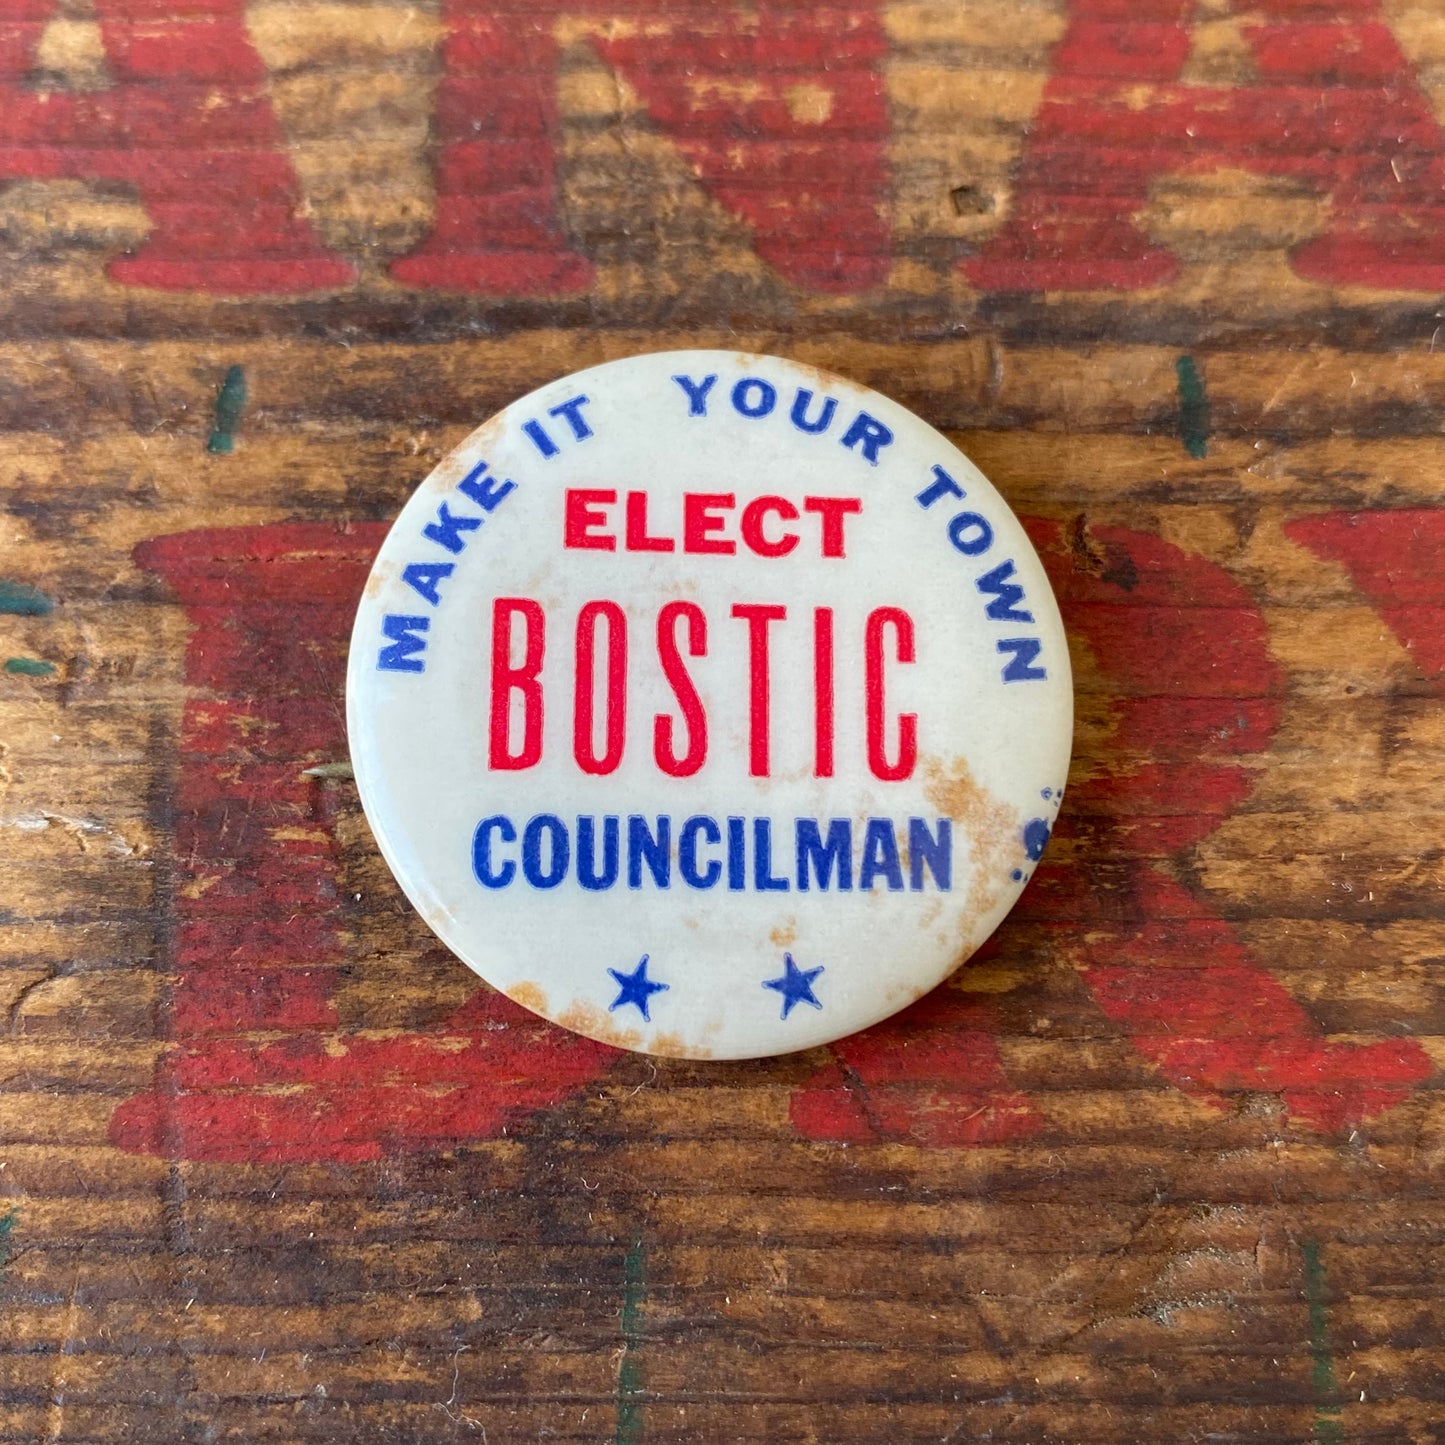 MAKE IT YOUR TOWN
ELECT
BOSTIC
COUNCILMAN